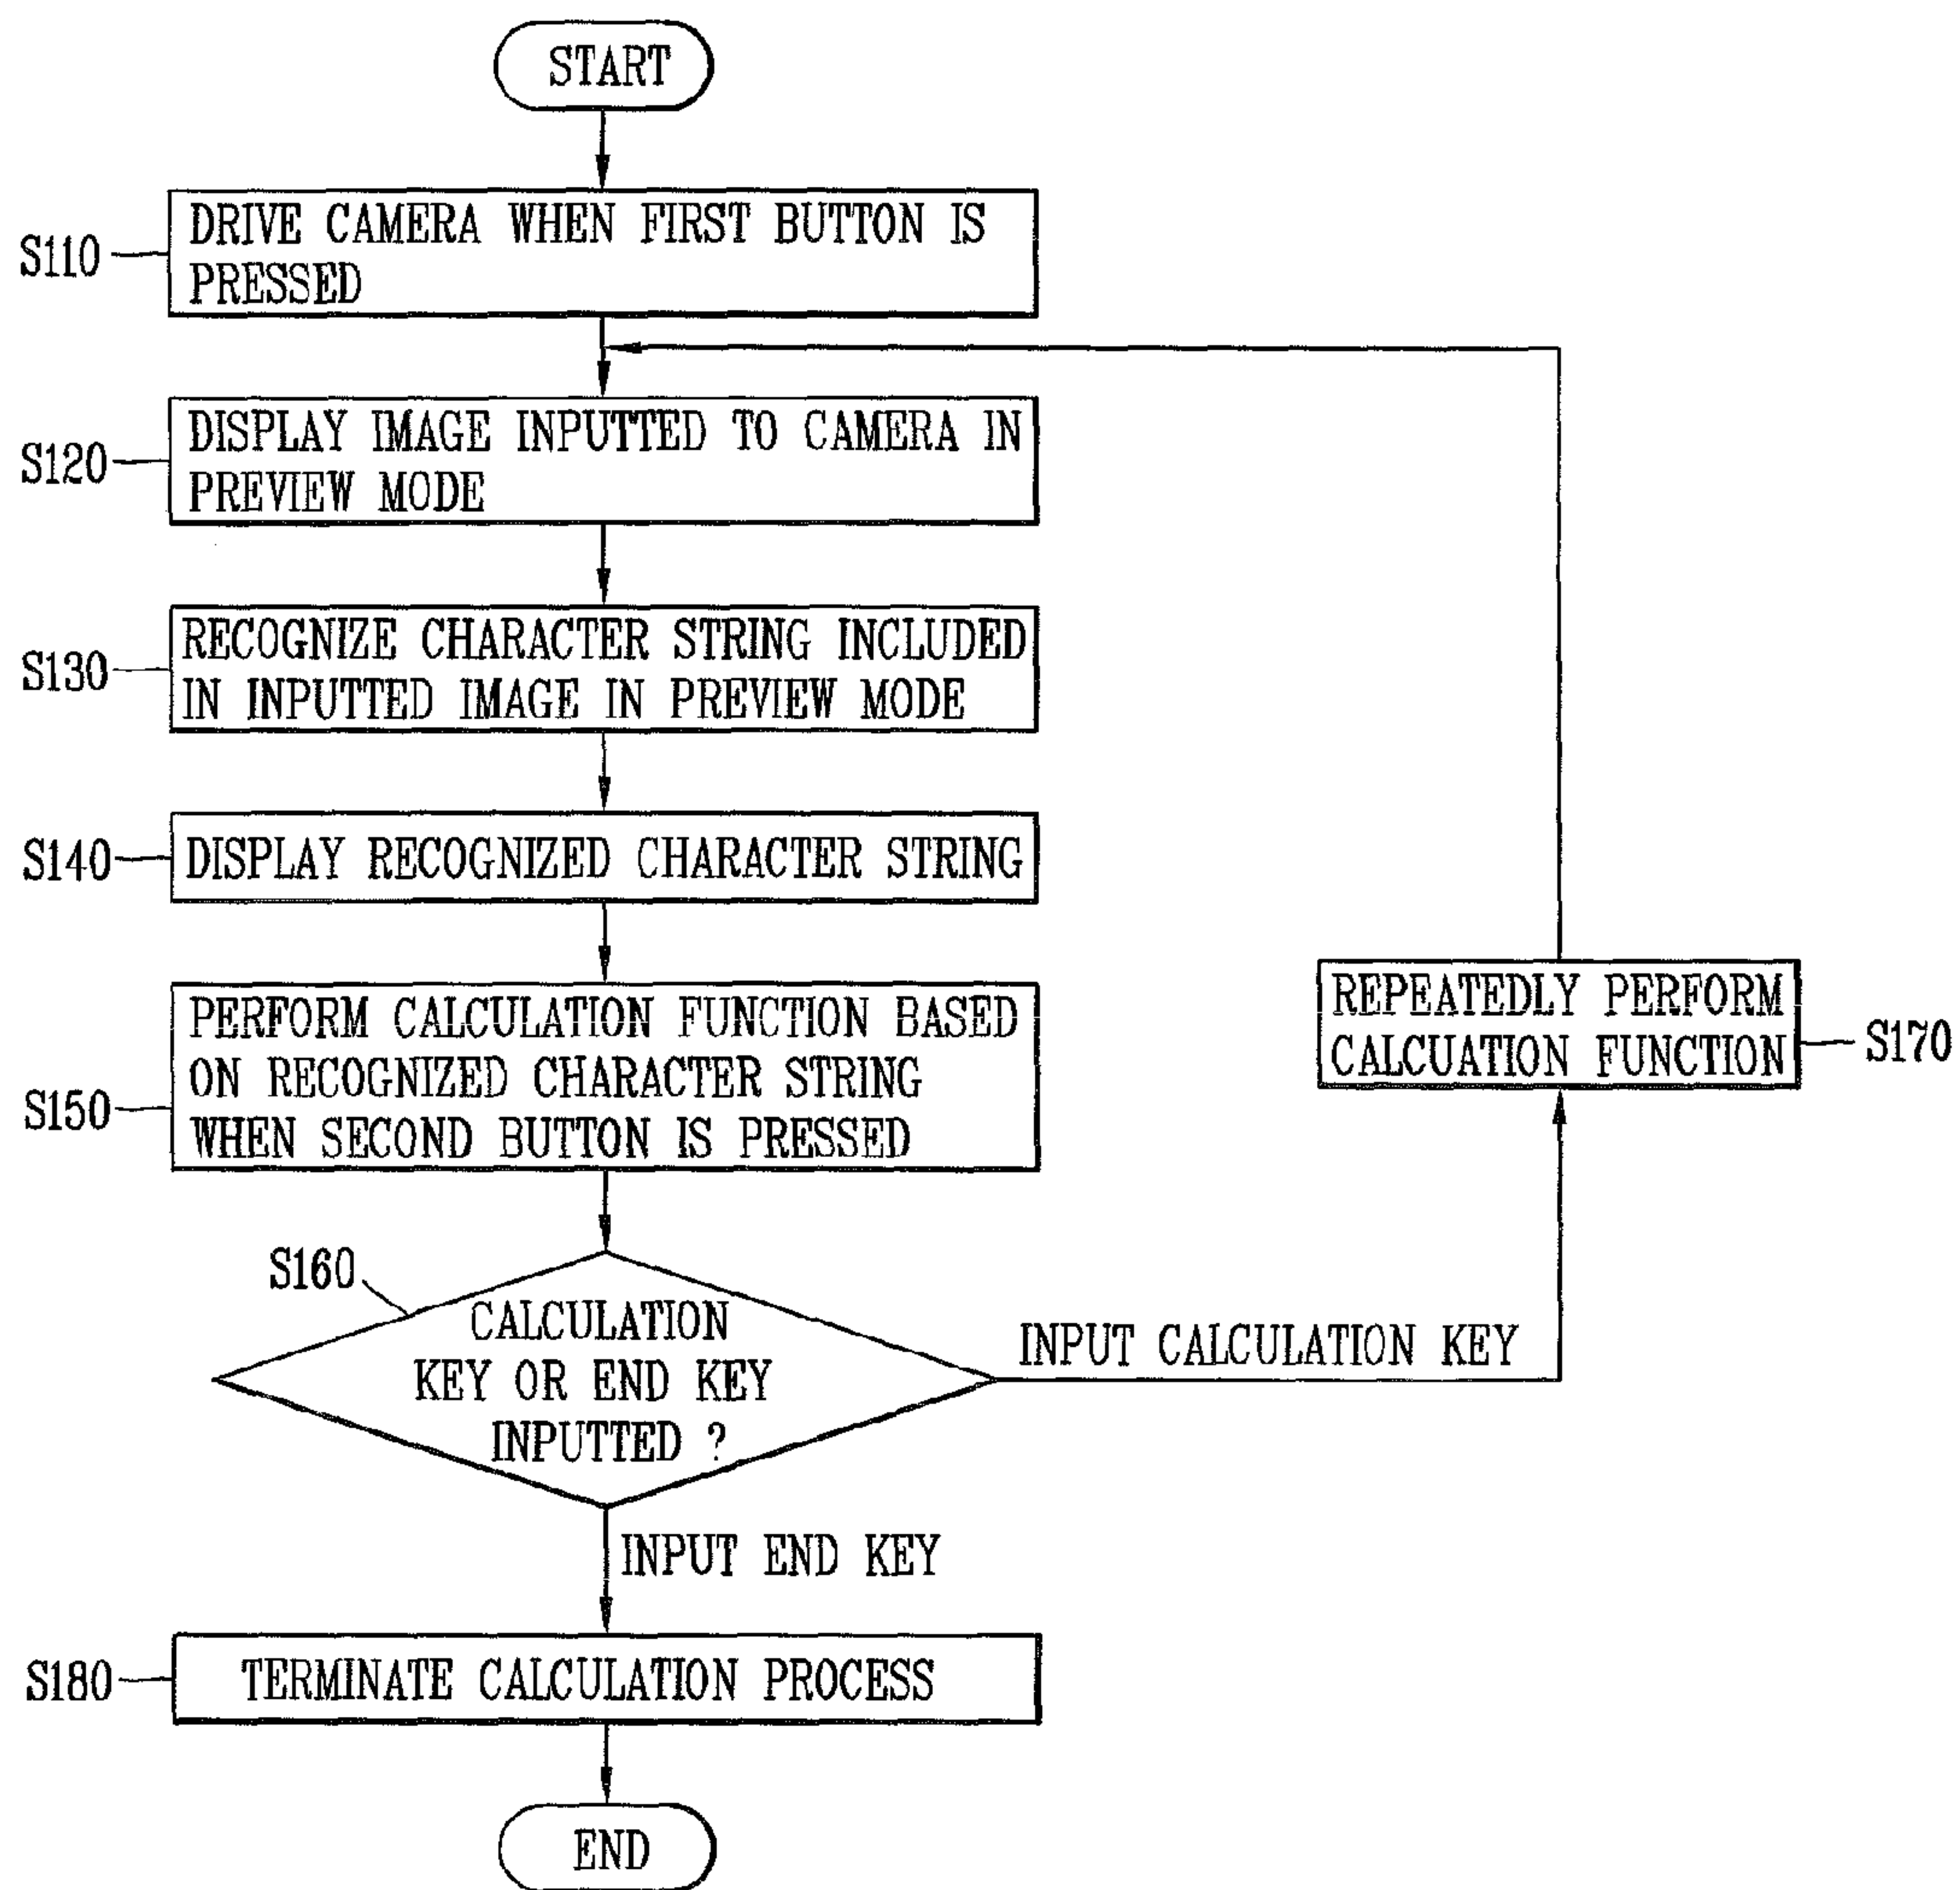 START
S110
DRIVE CAMERA WHEN FIRST BUTTON IS
PRESSED
S120
DISPLAY IMAGE INPUTTED TO CAMERA IN
PREVIEW MODE
S130
RECOGNIZE CHARACTER STRING INCLUDED
IN INPUTTED IMAGE IN PREVIEW MODE
S140
DISPLAY RECOGNIZED CHARACTER STRING
S150
PERFORM CALCULATION FUNCTION BASED
ON RECOGNIZED CHARACTER STRING
WHEN SECOND BUTTON IS PRESSED
REPEATEDLY PERFORM
CALCUATION FUNCTION
S170
S160
CALCULATION
KEY OR END KEY
INPUTTED ?
INPUT CALCULATION KEY
INPUT END KEY
S180
TERMINATE CALCULATION PROCESS
END